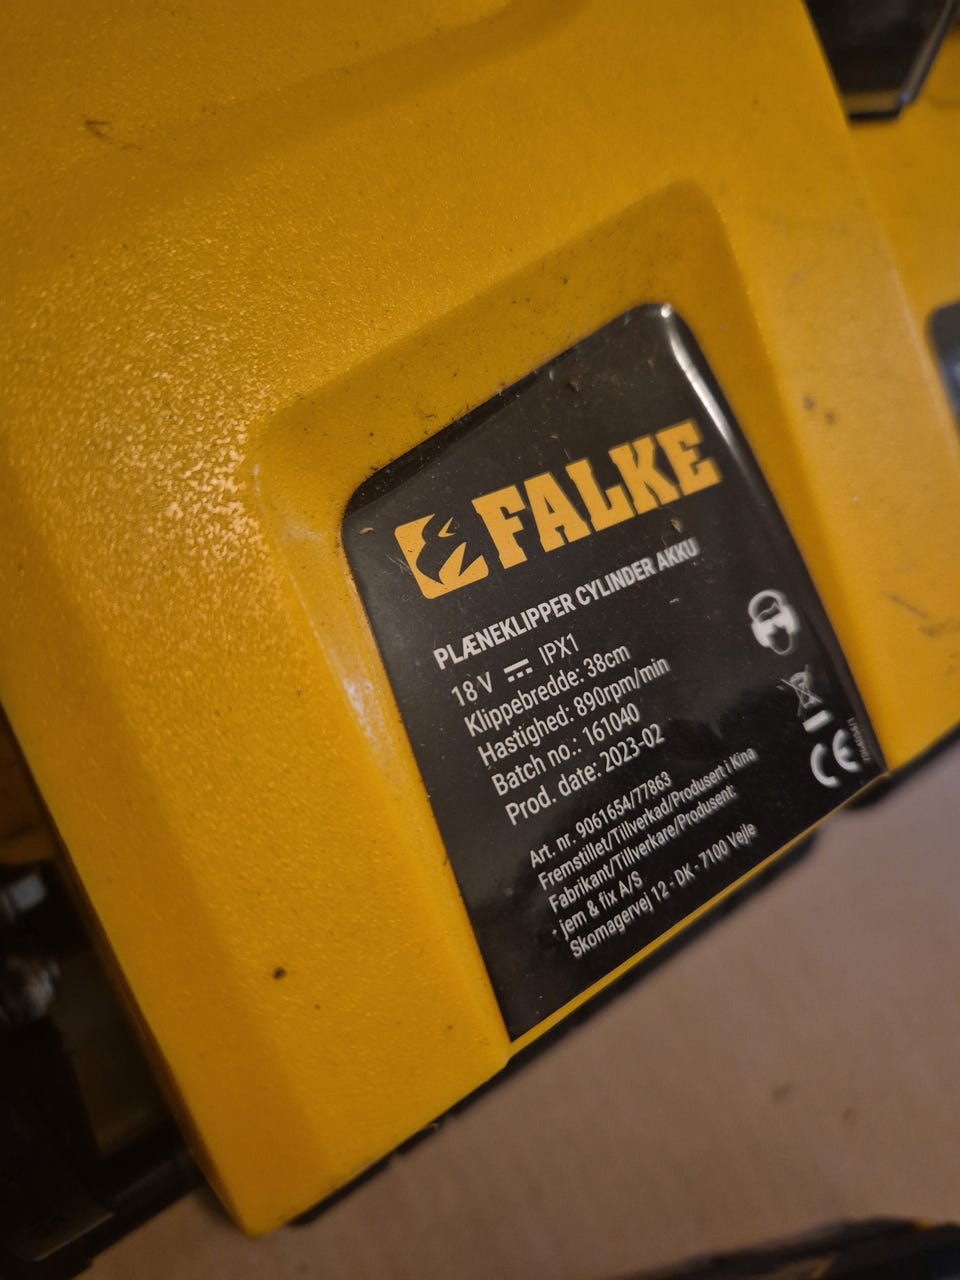 FALKE
PLÆNEKLIPPER CYLINDER AKKU
18 V IPX1
Klippebredde: 38cm
Hastighed: 890rpm/min
Batch no.: 161040
Prod. date: 2023-02
Art. nr. 9061654/77863
Fremstillet/Tillverkad/Produsert i Kina
Fabrikant/Tillverkare/Produsent:
- jem & fix A/S
Skomagervej 12 - DK - 7100 Vejle
CE